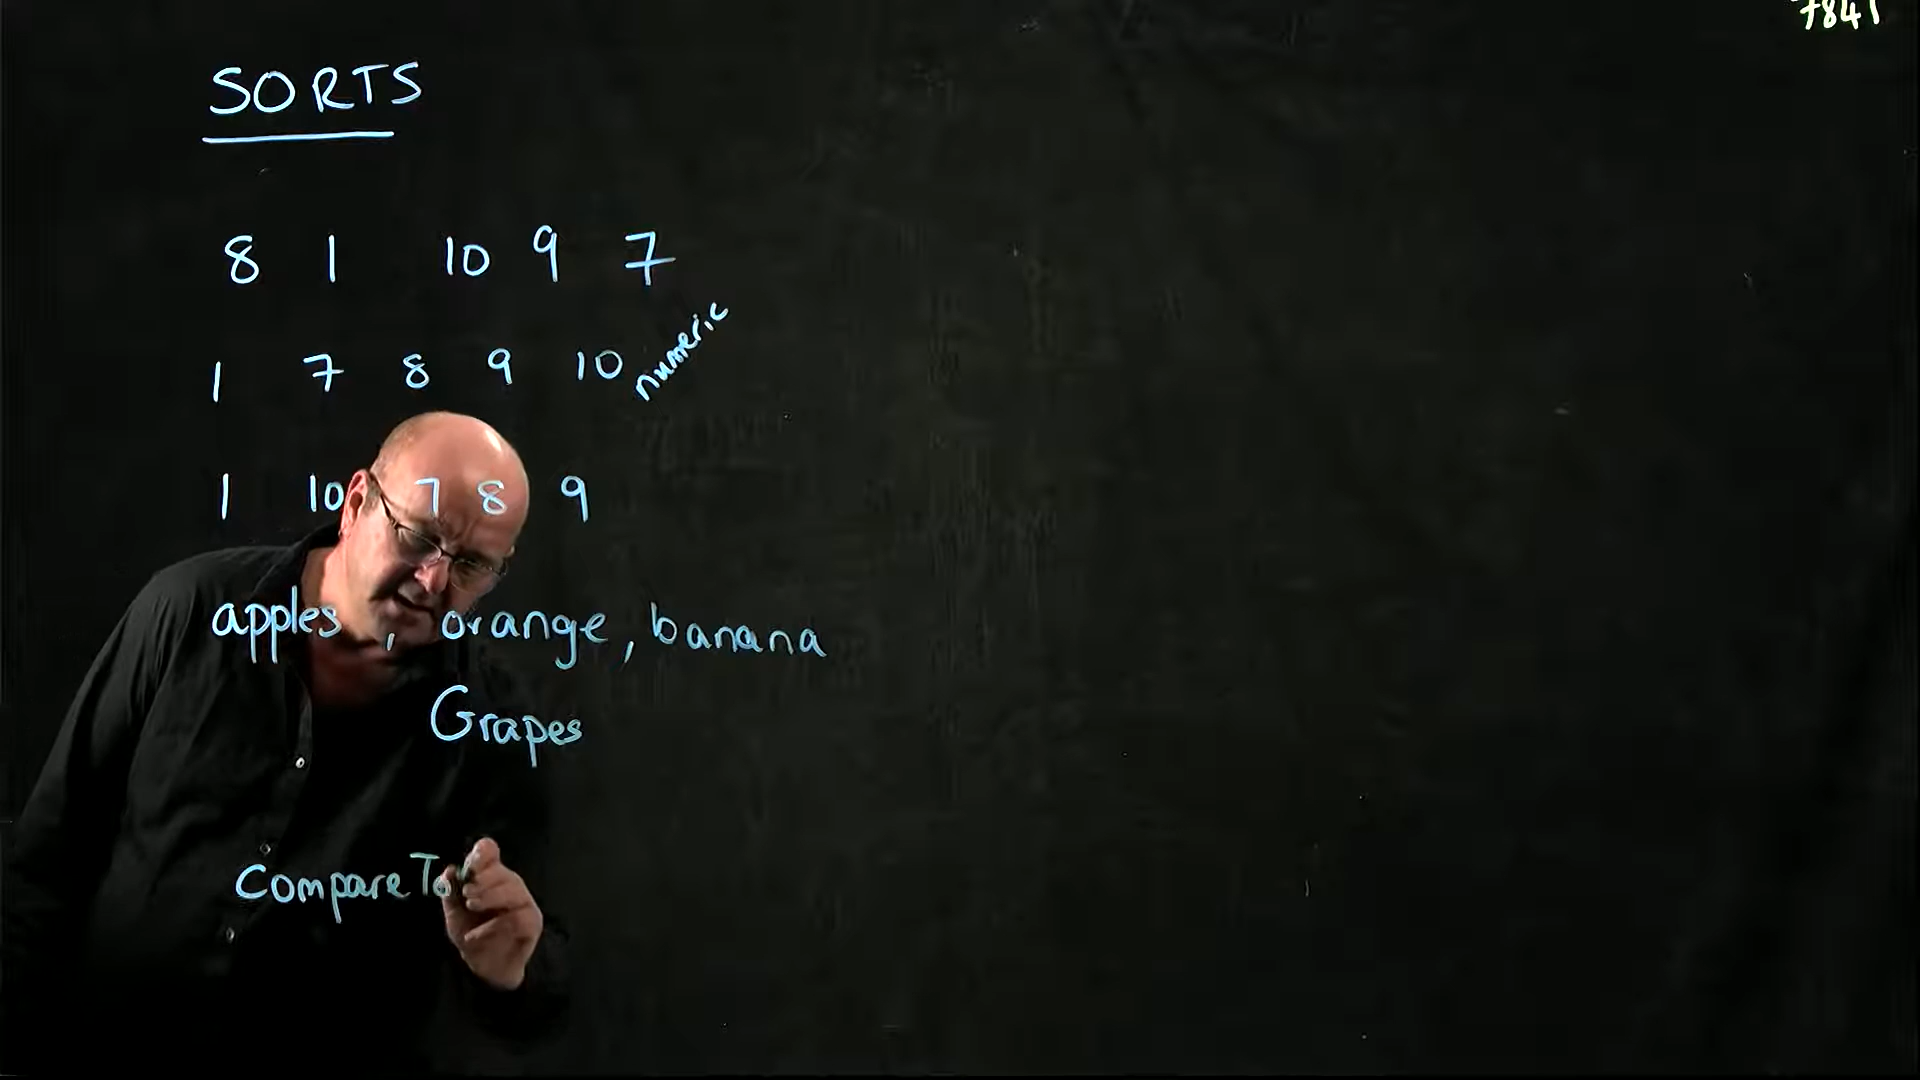 7841
SORTS
8 1 10 9 7
1 7 8 9 10 numeric
1 10 7 8 9
apples , orange, banana
Grapes
CompareTo